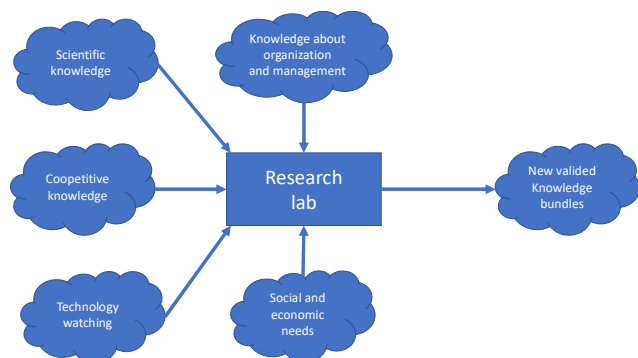 Scientific
knowledge
Knowledge about
organization
and management
Coopetitive
knowledge
Research
lab
New valided
Knowledge
bundles
Technology
watching
Social and
economic
needs